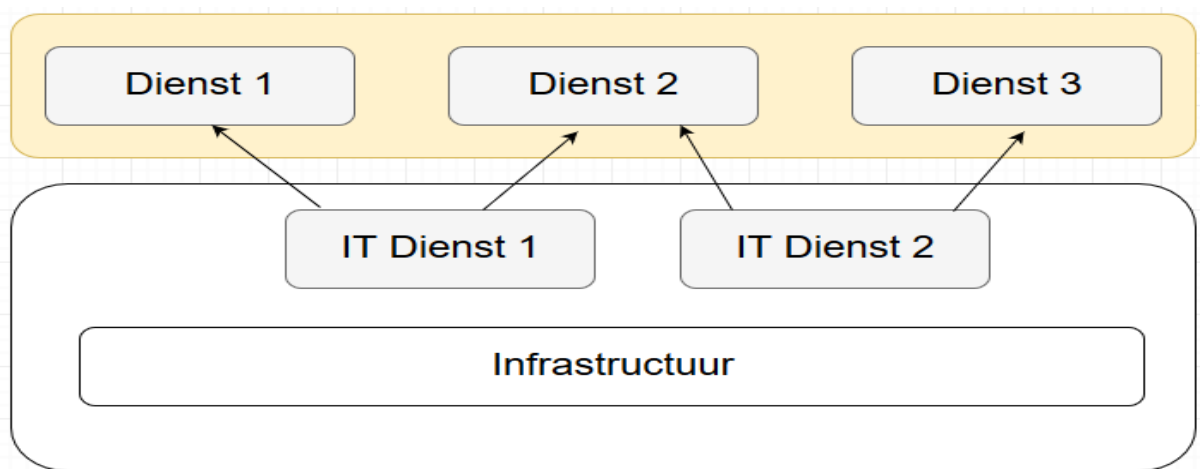 Dienst 1
Dienst 2
Dienst 3
IT Dienst 1
IT Dienst 2
Infrastructuur